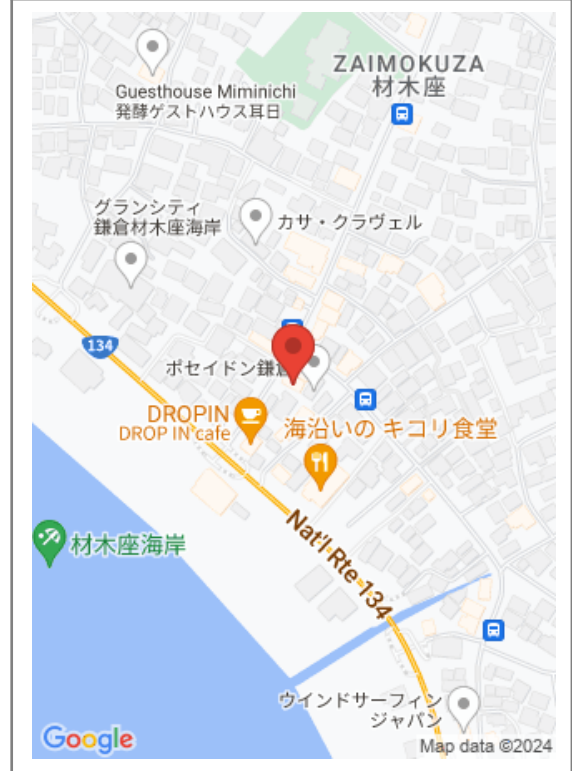 ZAIMOKUZA
材木座
Guesthouse Miminichi
発酵ゲストハウス耳日
グランシティ
鎌倉材木座海岸
カサ・クラヴェル
134
ポセイドン鎌倉
DROPIN
DROP IN cafe
海沿いの キコリ食堂
Nat'l Rte 134
材木座海岸
ウインドサーフィン
ジャパン
Google
Map data ©2024